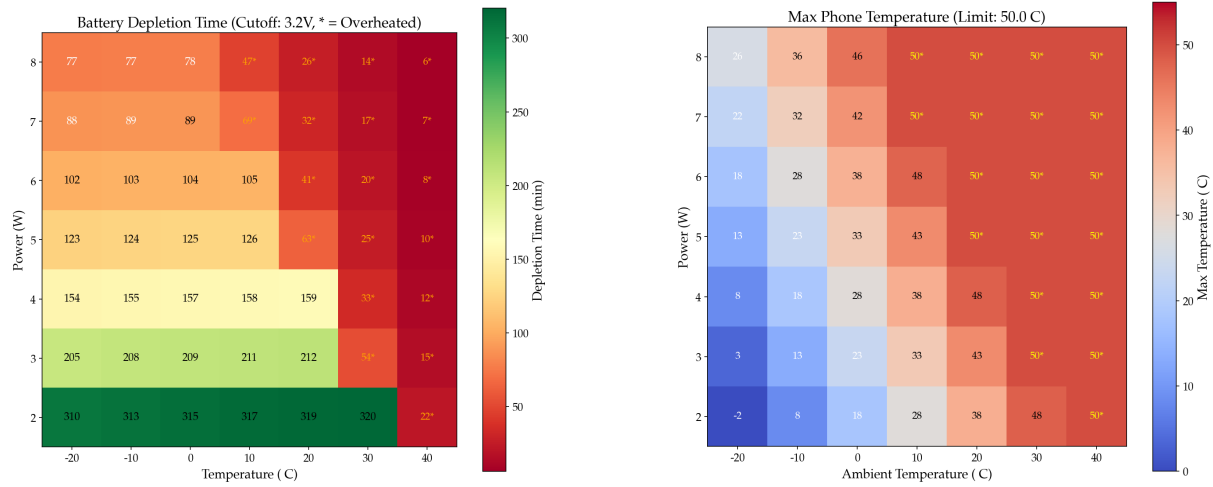 Battery Depletion Time (Cutoff: 3.2V, * = Overheated)
Power (W)
8 77 77 78 47* 26* 14* 6*
7 88 89 89 69* 32* 17* 7*
6 102 103 104 105 41* 20* 8*
5 123 124 125 126 63* 25* 10*
4 154 155 157 158 159 33* 12*
3 205 208 209 211 212 54* 15*
2 310 313 315 317 319 320 22*
-20 -10 0 10 20 30 40
Temperature ( C)
300
250
200
150
100
50
Depletion Time (min)
Max Phone Temperature (Limit: 50.0 C)
Power (W)
8 26 36 46 50* 50* 50* 50*
7 22 32 42 50* 50* 50* 50*
6 18 28 38 48 50* 50* 50*
5 13 23 33 43 50* 50* 50*
4 8 18 28 38 48 50* 50*
3 3 13 23 33 43 50* 50*
2 -2 8 18 28 38 48 50*
-20 -10 0 10 20 30 40
Ambient Temperature ( C)
50
40
30
20
10
0
Max Temperature ( C)